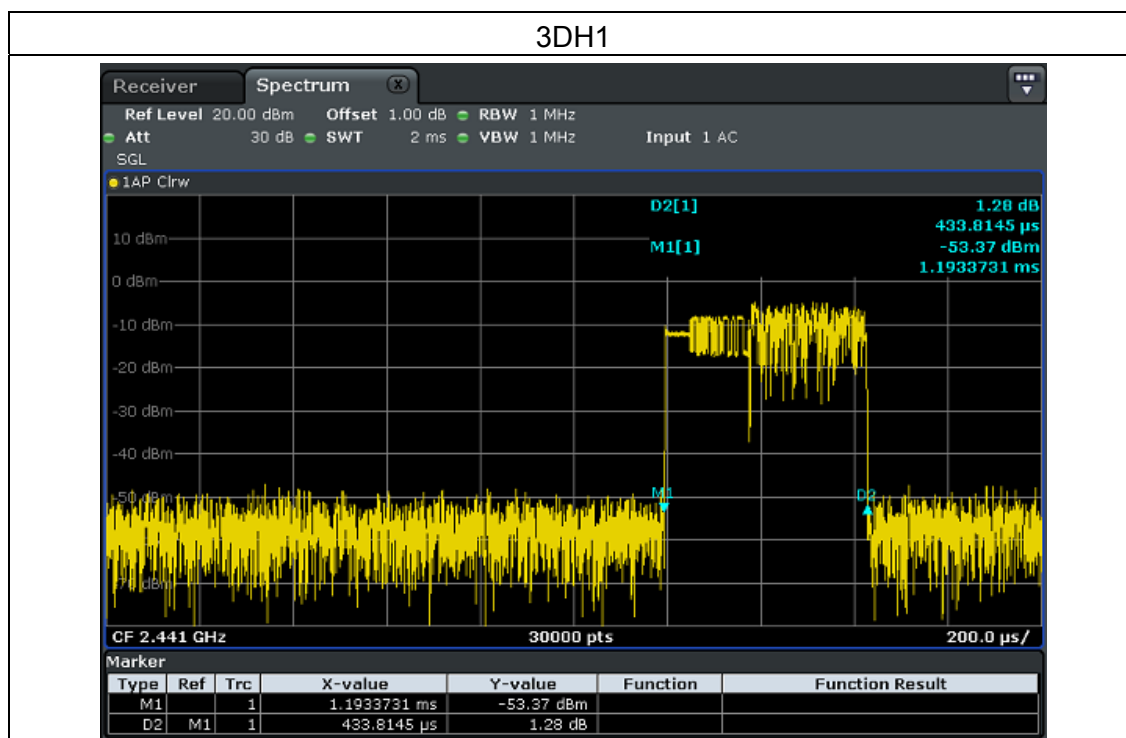 3DH1
Receiver Spectrum X
Ref Level 20.00 dBm Offset 1.00 dB RBW 1 MHz
Att 30 dB SWT 2 ms VBW 1 MHz Input 1 AC
SGL
1AP Clrw
D2[1] 1.28 dB
433.8145 µs
10 dBm
M1[1] -53.37 dBm
1.1933731 ms
0 dBm
-10 dBm
-20 dBm
-30 dBm
-40 dBm
-50 dBm M1 D2
-70 dBm
CF 2.441 GHz 30000 pts 200.0 µs/
Marker
Type Ref Trc X-value Y-value Function Function Result
M1 1 1.1933731 ms -53.37 dBm
D2 M1 1 433.8145 µs 1.28 dB